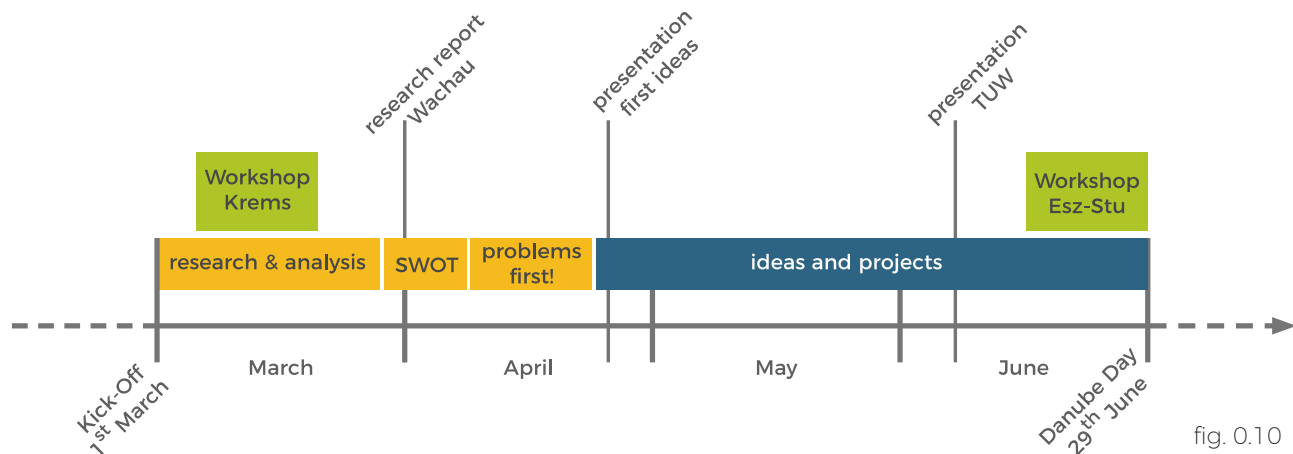 research report
Wachau
presentation
first ideas
presentation
TUW
Workshop
Krems
Workshop
Esz-Stu
research & analysis
SWOT
problems
first!
ideas and projects
March
April
May
June
Kick-Off
1st March
Danube Day
29th June
fig. 0.10